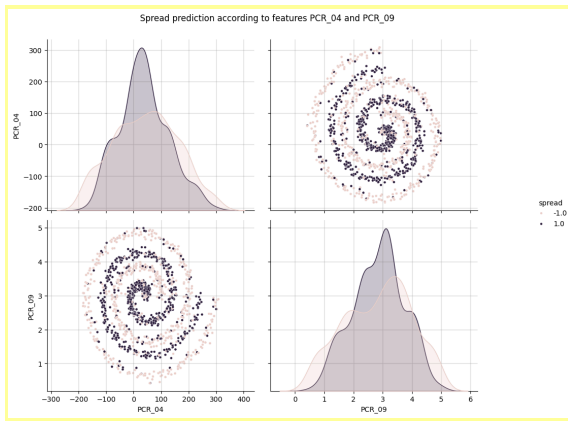 Spread prediction according to features PCR_04 and PCR_09
300
200
100
0
−100
−200
PCR_04
spread
-1.0
1.0
5
4
3
2
1
PCR_09
−300 −200 −100 0 100 200 300 400
PCR_04
0 1 2 3 4 5 6
PCR_09